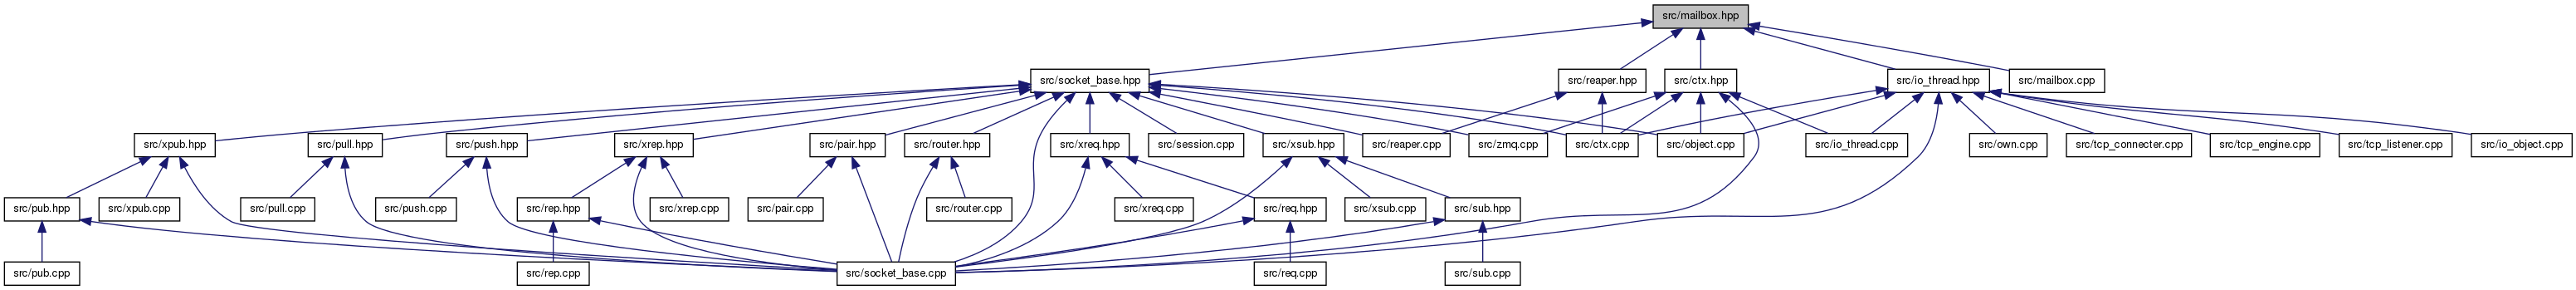 src/mailbox.hpp
src/socket_base.hpp
src/reaper.hpp
src/ctx.hpp
src/io_thread.hpp
src/mailbox.cpp
src/xpub.hpp
src/pull.hpp
src/push.hpp
src/xrep.hpp
src/pair.hpp
src/router.hpp
src/xreq.hpp
src/session.cpp
src/xsub.hpp
src/reaper.cpp
src/zmq.cpp
src/ctx.cpp
src/object.cpp
src/io_thread.cpp
src/own.cpp
src/tcp_connecter.cpp
src/tcp_engine.cpp
src/tcp_listener.cpp
src/io_object.cpp
src/pub.hpp
src/xpub.cpp
src/pull.cpp
src/push.cpp
src/rep.hpp
src/xrep.cpp
src/pair.cpp
src/router.cpp
src/xreq.cpp
src/req.hpp
src/xsub.cpp
src/sub.hpp
src/pub.cpp
src/rep.cpp
src/socket_base.cpp
src/req.cpp
src/sub.cpp